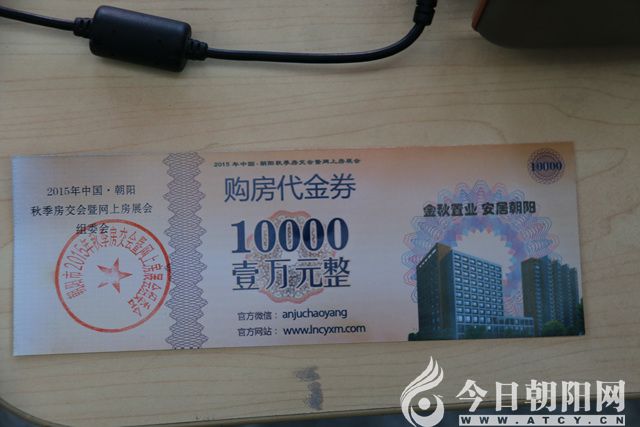 2015年中国·朝阳秋季房交会暨网上房展会
10000
2015年中国·朝阳
秋季房交会暨网上房展会
组委会
购房代金券
10000
壹万元整
官方微信：anjuchaoyang
官方网站：www.lncyxm.com
金秋置业 安居朝阳
今日朝阳网
WWW.ATCY.CN